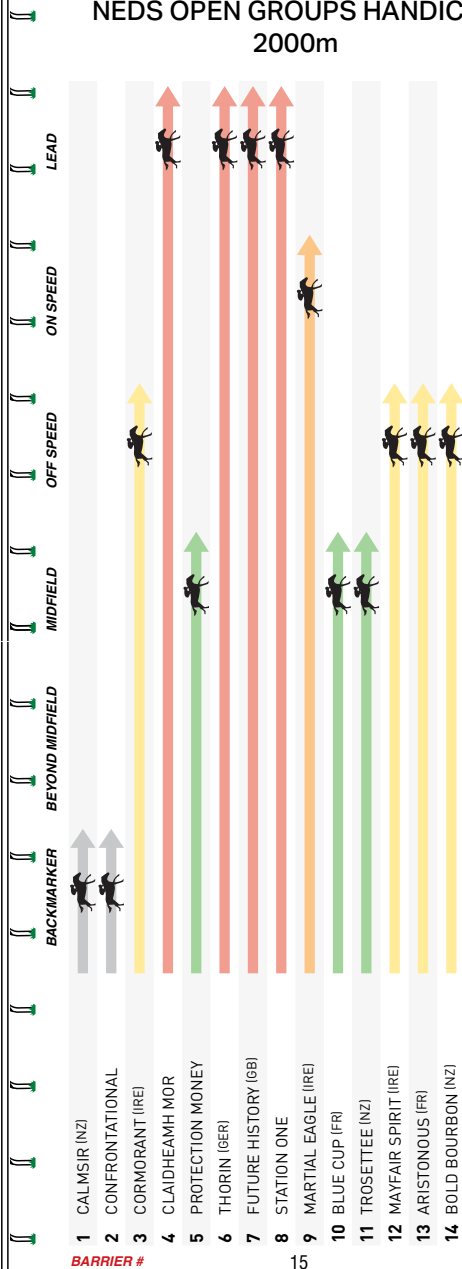 NEDS OPEN GROUPS HANDIC
2000m
LEAD
ON SPEED
OFF SPEED
MIDFIELD
BEYOND MIDFIELD
BACKMARKER
1 CALMSIR (NZ)
2 CONFRONTATIONAL
3 CORMORANT (IRE)
4 CLAIDHEAMH MOR
5 PROTECTION MONEY
6 THORIN (GER)
7 FUTURE HISTORY (GB)
8 STATION ONE
9 MARTIAL EAGLE (IRE)
10 BLUE CUP (FR)
11 TROSETTEE (NZ)
12 MAYFAIR SPIRIT (IRE)
13 ARISTONOUS (FR)
14 BOLD BOURBON (NZ)
BARRIER #
15